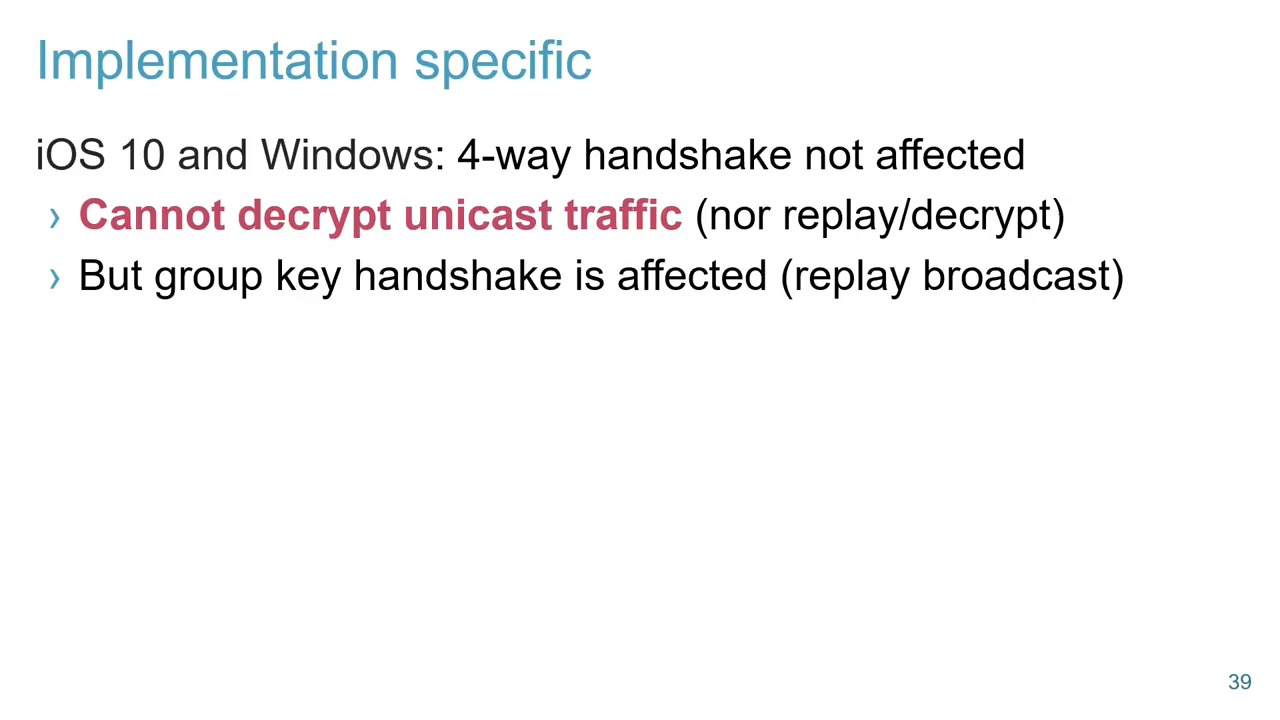 Implementation specific
iOS 10 and Windows: 4-way handshake not affected
› Cannot decrypt unicast traffic (nor replay/decrypt)
› But group key handshake is affected (replay broadcast)
39